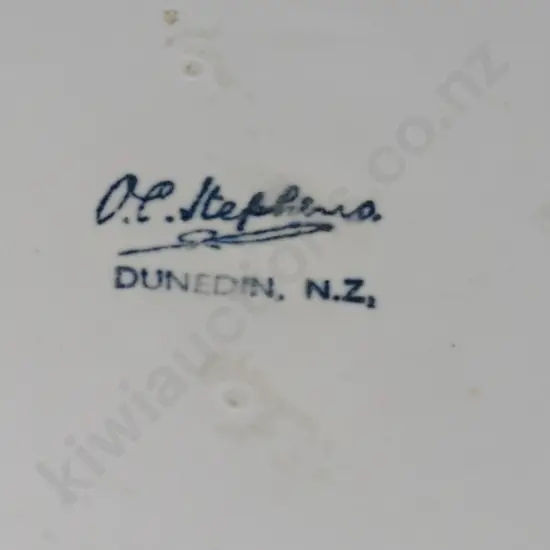 O.C. Stephens.
DUNEDIN, N.Z.
kiwiauctions.co.nz